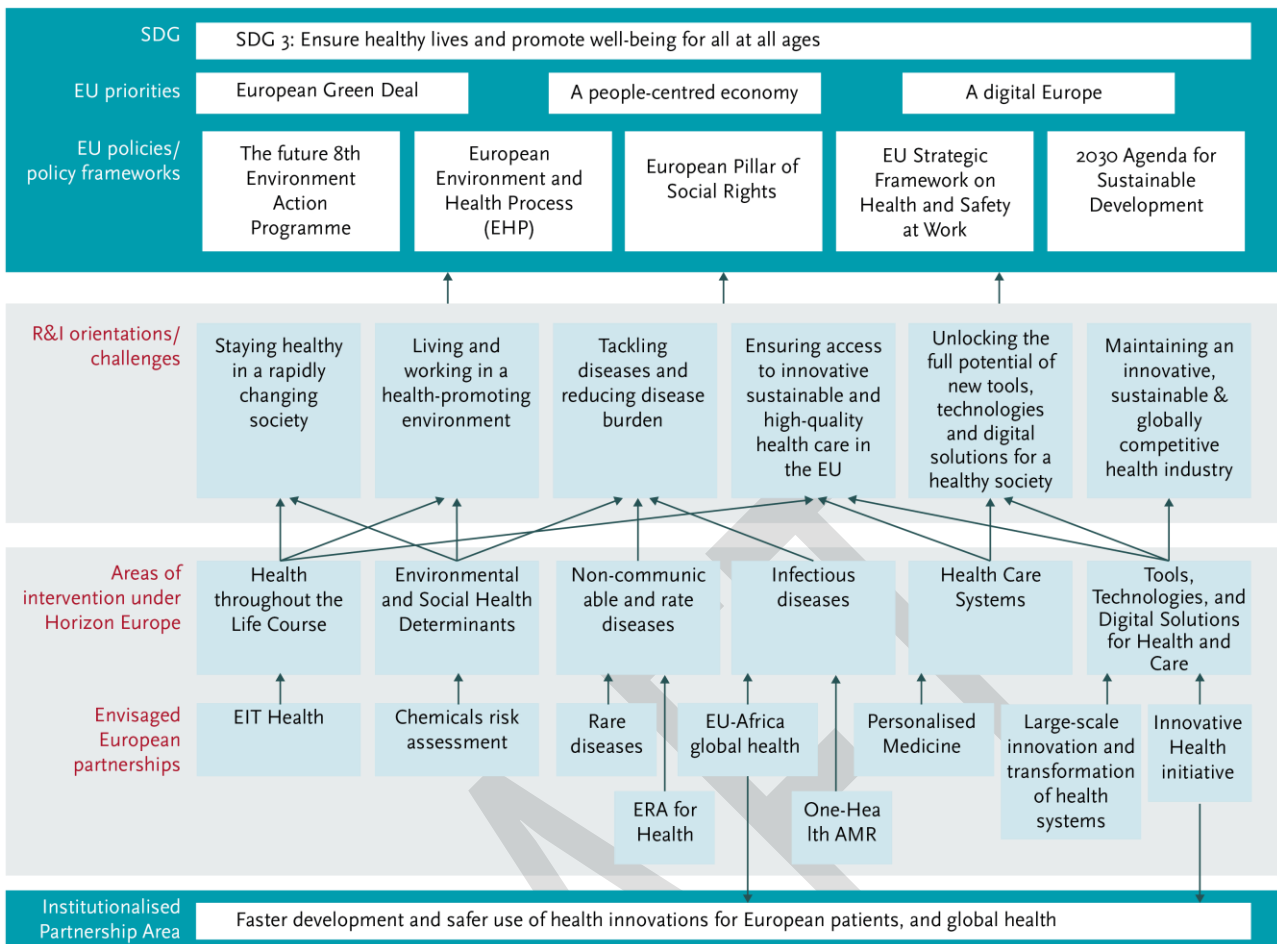 SDG
SDG 3: Ensure healthy lives and promote well-being for all at all ages
EU priorities
European Green Deal
A people-centred economy
A digital Europe
EU policies/
policy frameworks
The future 8th
Environment
Action
Programme
European
Environment and
Health Process
(EHP)
European Pillar of
Social Rights
EU Strategic
Framework on
Health and Safety
at Work
2030 Agenda for
Sustainable
Development
R&I orientations/
challenges
Staying healthy
in a rapidly
changing
society
Living and
working in a
health-promoting
environment
Tackling
diseases and
reducing disease
burden
Ensuring access
to innovative
sustainable and
high-quality
health care in
the EU
Unlocking the
full potential of
new tools,
technologies
and digital
solutions for a
healthy society
Maintaining an
innovative,
sustainable &
globally
competitive
health industry
Areas of
intervention under
Horizon Europe
Health
throughout the
Life Course
Environmental
and Social Health
Determinants
Non-communic
able and rate
diseases
Infectious
diseases
Health Care
Systems
Tools,
Technologies, and
Digital Solutions
for Health and
Care
Envisaged
European
partnerships
EIT Health
Chemicals risk
assessment
Rare
diseases
EU-Africa
global health
Personalised
Medicine
Large-scale
innovation and
transformation
of health
systems
Innovative
Health
initiative
ERA for
Health
One-Hea
lth AMR
Institutionalised
Partnership Area
Faster development and safer use of health innovations for European patients, and global health